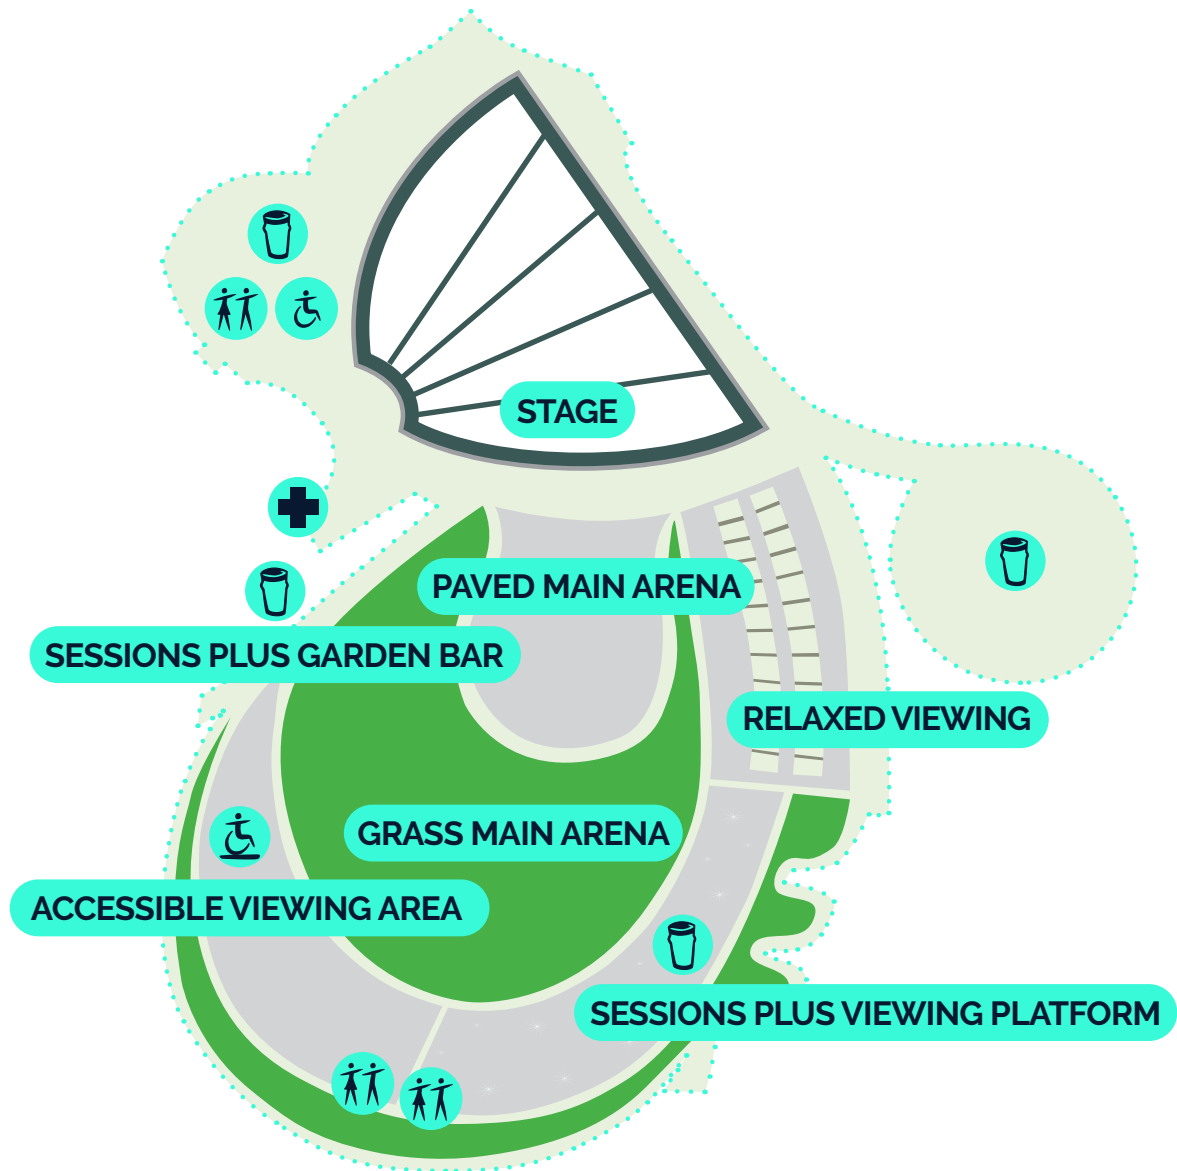 STAGE
PAVED MAIN ARENA
SESSIONS PLUS GARDEN BAR
RELAXED VIEWING
GRASS MAIN ARENA
ACCESSIBLE VIEWING AREA
SESSIONS PLUS VIEWING PLATFORM